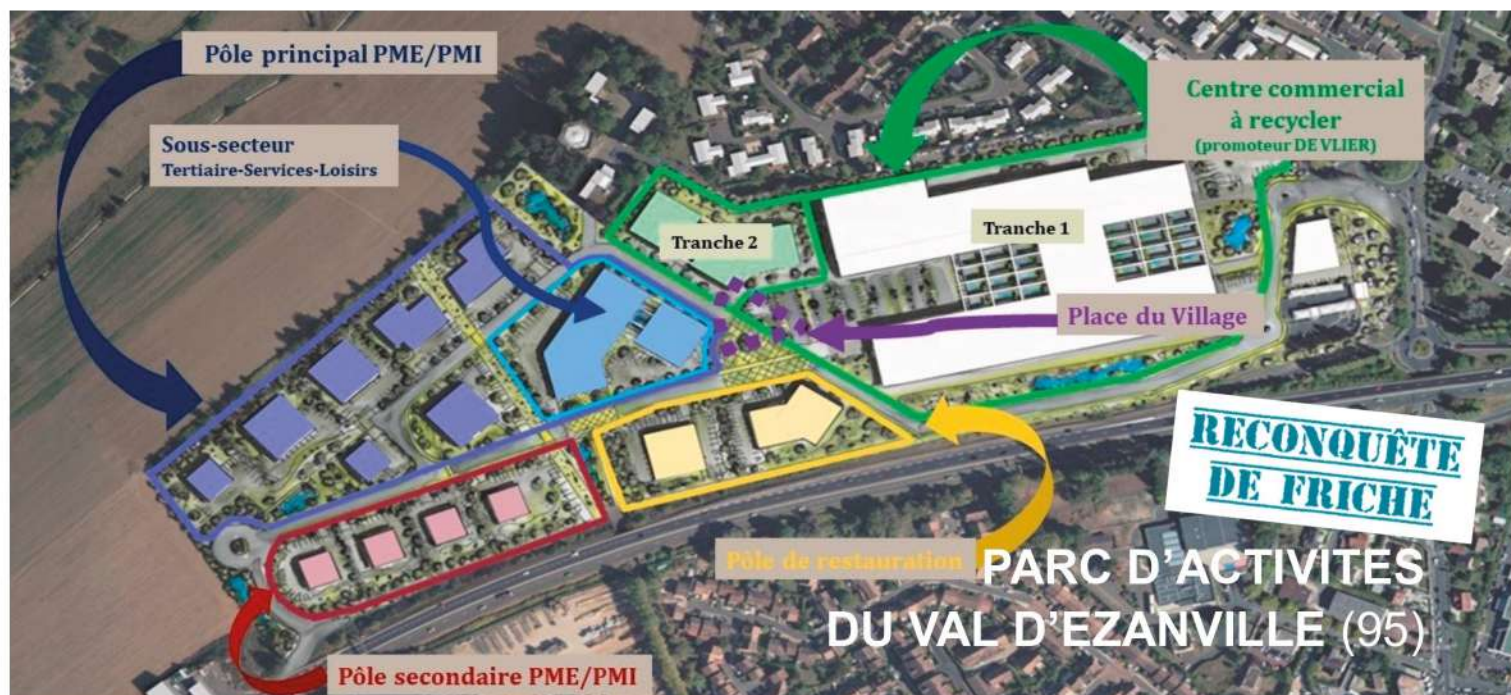 Pôle principal PME/PMI
Sous-secteur
Tertiaire-Services-Loisirs
Centre commercial
à recycler
(promoteur DE VLIER)
Tranche 2
Tranche 1
Place du Village
RECONQUÊTE
DE FRICHE
Pôle de restauration
PARC D'ACTIVITES
DU VAL D'EZANVILLE (95)
Pôle secondaire PME/PMI